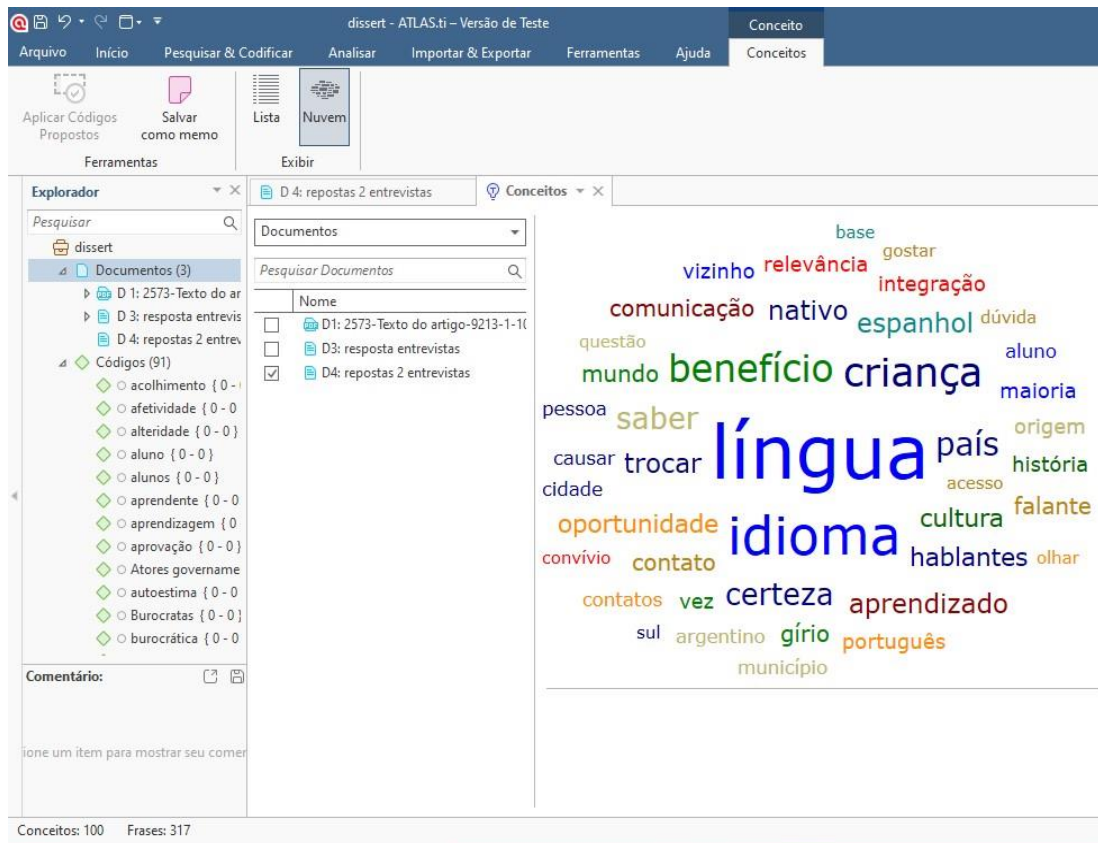 dissert - ATLAS.ti – Versão de Teste
Conceito
Arquivo Início Pesquisar & Codificar Analisar Importar & Exportar Ferramentas Ajuda Conceitos
Aplicar Códigos
Propostos
Salvar
como memo
Lista
Nuvem
Ferramentas
Exibir
Explorador
Pesquisar
dissert
Documentos (3)
D 1: 2573-Texto do ar
D 3: resposta entrevis
D 4: repostas 2 entrev
Códigos (91)
acolhimento { 0 -
afetividade { 0 - 0
alteridade { 0 - 0 }
aluno { 0 - 0 }
alunos { 0 - 0 }
aprendente { 0 - 0
aprendizagem { 0
aprovação { 0 - 0 }
Atores govername
autoestima { 0 - 0
Burocratas { 0 - 0 }
burocrática { 0 - 0
Comentário:
ione um item para mostrar seu comer
D 4: repostas 2 entrevistas
Conceitos
Documentos
Pesquisar Documentos
Nome
D1: 2573-Texto do artigo-9213-1-10
D3: resposta entrevistas
D4: repostas 2 entrevistas
base
gostar
vizinho relevância
integração
comunicação nativo
espanhol dúvida
questão
aluno
mundo benefício criança
maioria
pessoa saber
origem
causar trocar língua país história
cidade
acesso
falante
oportunidade idioma cultura
convívio contato hablantes olhar
contatos vez certeza aprendizado
sul argentino gírio português
município
Conceitos: 100 Frases: 317